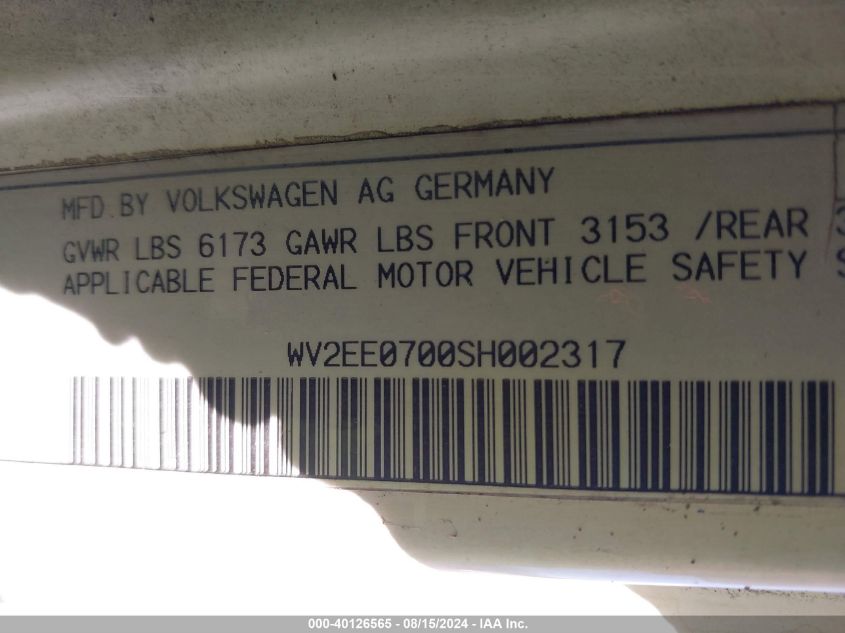 MFD.BY VOLKSWAGEN AG GERMANY
GVWR LBS 6173 GAWR LBS FRONT 3153 /REAR
APPLICABLE FEDERAL MOTOR VEHICLE SAFETY
WV2EE0700SH002317
000-40126565 - 08/15/2024 - IAA Inc.